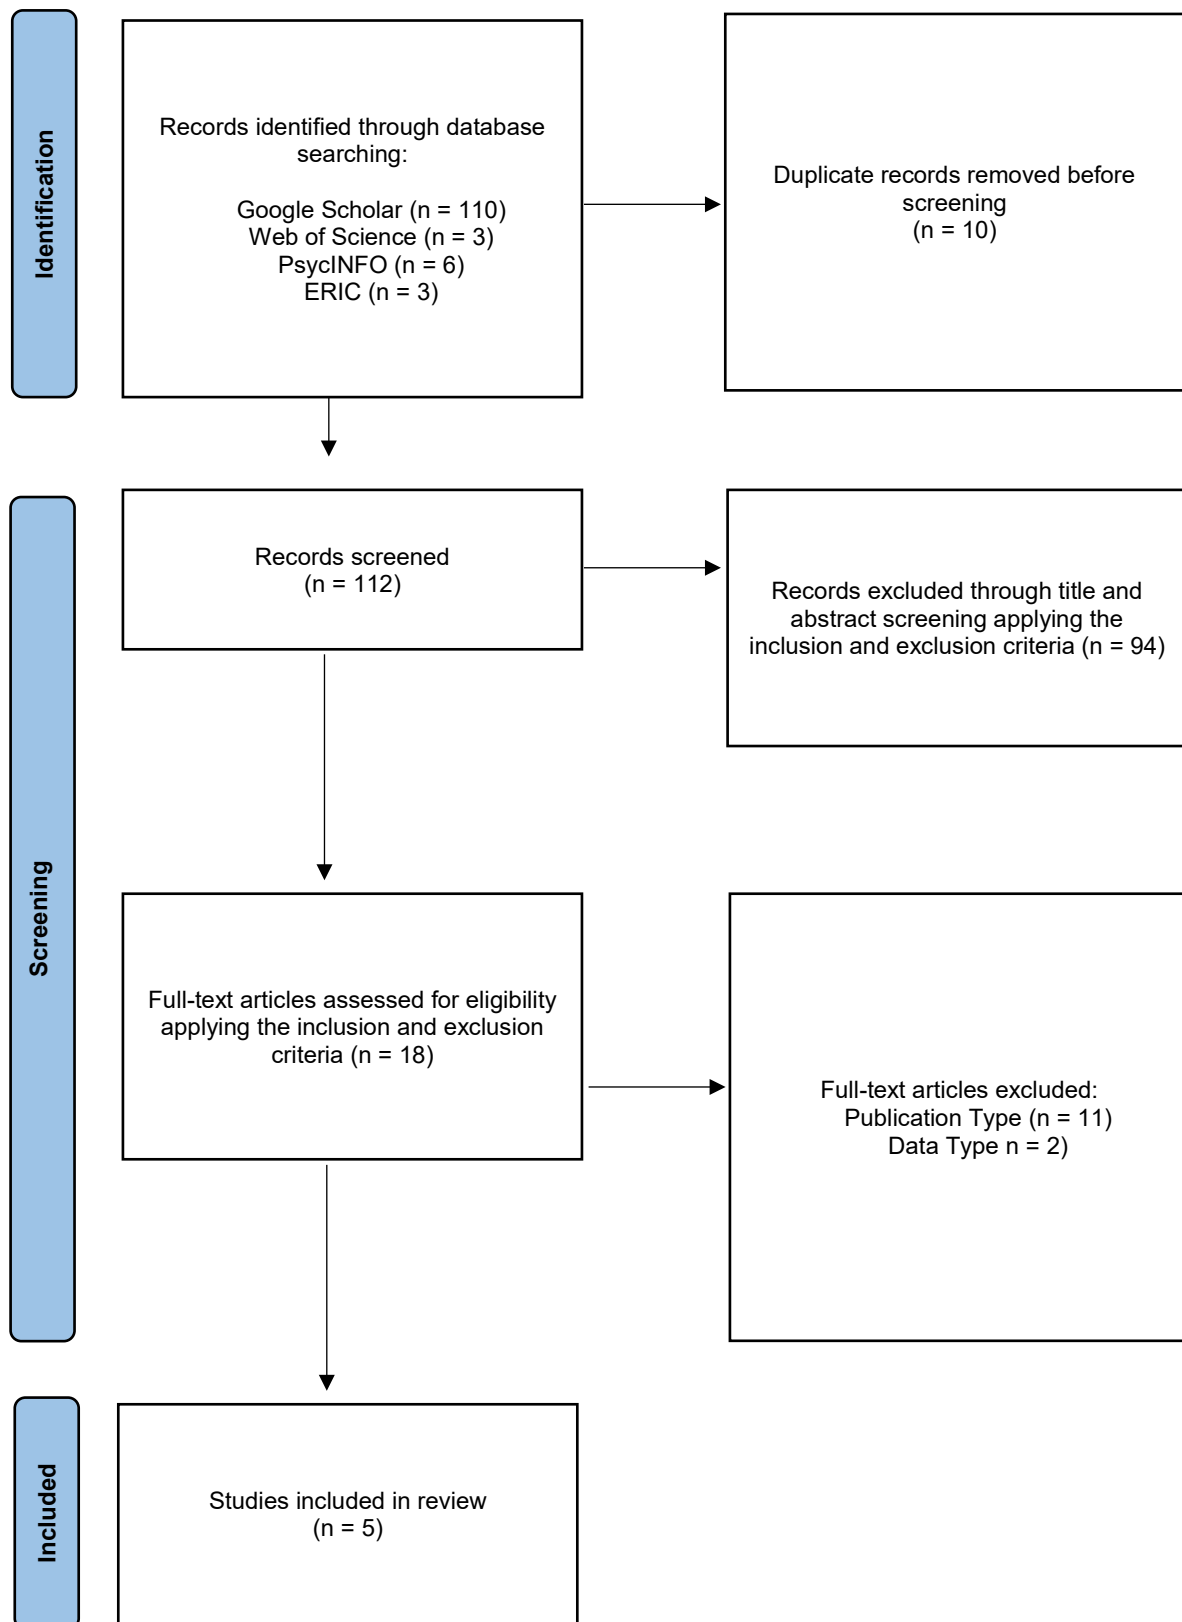 Identification
Records identified through database
searching:
Google Scholar (n = 110)
Web of Science (n = 3)
PsycINFO (n = 6)
ERIC (n = 3)
Duplicate records removed before
screening
(n = 10)
Screening
Records screened
(n = 112)
Records excluded through title and
abstract screening applying the
inclusion and exclusion criteria (n = 94)
Full-text articles assessed for eligibility
applying the inclusion and exclusion
criteria (n = 18)
Full-text articles excluded:
Publication Type (n = 11)
Data Type n = 2)
Included
Studies included in review
(n = 5)